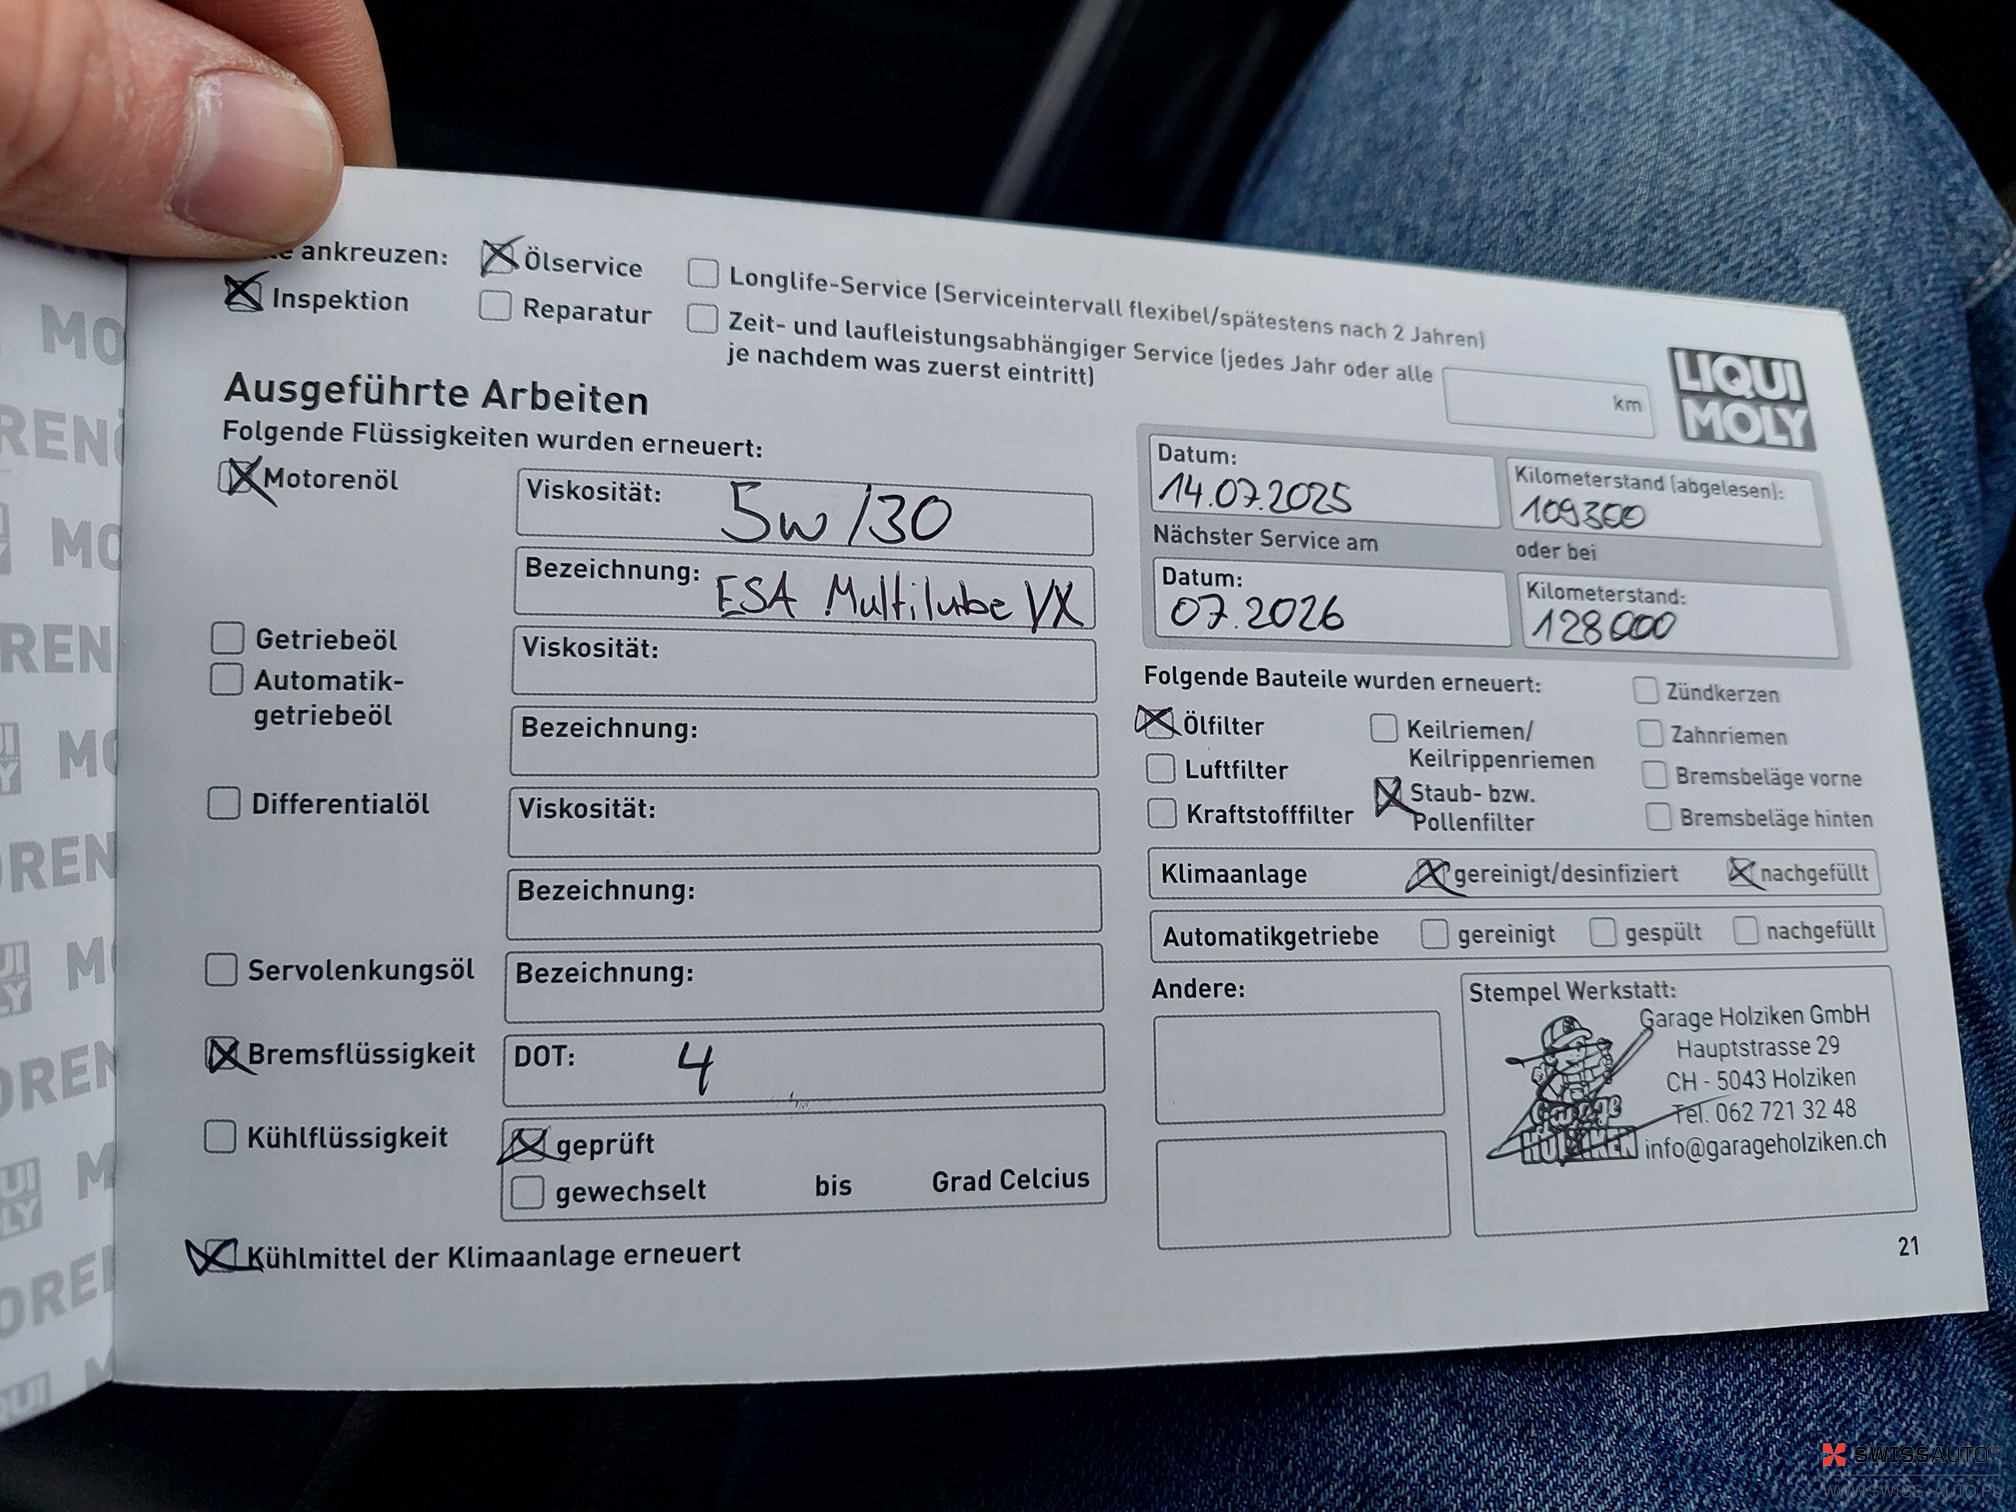 ankreuzen:
Ölservice
Longlife-Service (Serviceintervall flexibel/spätestens nach 2 Jahren)
Inspektion
Reparatur
Zeit- und laufleistungsabhängiger Service (jedes Jahr oder alle
je nachdem was zuerst eintritt)
km
LIQUI
MOLY
Ausgeführte Arbeiten
Folgende Flüssigkeiten wurden erneuert:
Motorenöl
Viskosität: 5w/30
Bezeichnung: ESA Multilube VX
Getriebeöl
Viskosität:
Automatik-
getriebeöl
Bezeichnung:
Differentialöl
Viskosität:
Bezeichnung:
Servolenkungsöl
Bezeichnung:
Bremsflüssigkeit
DOT: 4
Kühlflüssigkeit
geprüft
gewechselt bis Grad Celcius
Kühlmittel der Klimaanlage erneuert
Datum:
14.07.2025
Kilometerstand (abgelesen):
109300
Nächster Service am
oder bei
Datum:
07.2026
Kilometerstand:
128000
Folgende Bauteile wurden erneuert:
Zündkerzen
Ölfilter
Keilriemen/
Keilrippenriemen
Zahnriemen
Luftfilter
Staub- bzw.
Pollenfilter
Bremsbeläge vorne
Kraftstofffilter
Bremsbeläge hinten
Klimaanlage gereinigt/desinfiziert nachgefüllt
Automatikgetriebe gereinigt gespült nachgefüllt
Andere:
Stempel Werkstatt:
Garage Holziken GmbH
Hauptstrasse 29
CH - 5043 Holziken
Tel. 062 721 32 48
info@garageholziken.ch
Garage
HOLZIKEN
21
SWISSAUTO